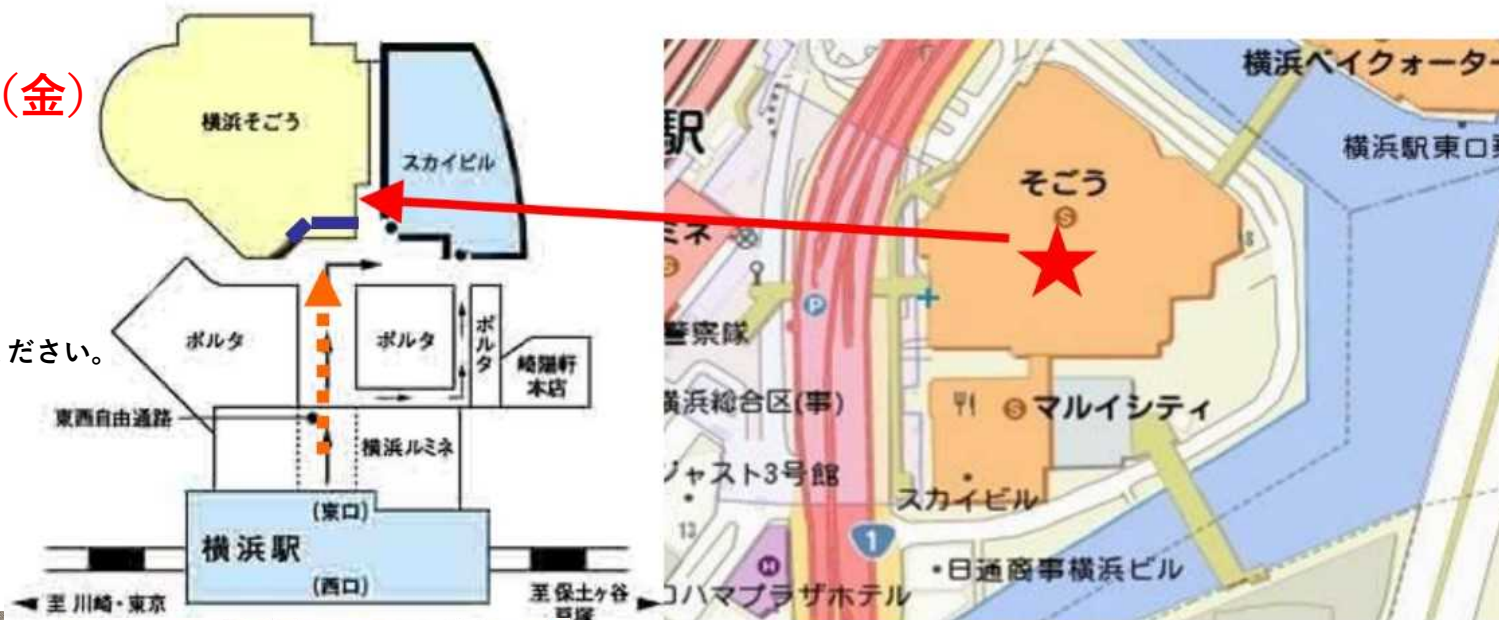 (金)
横浜そごう
スカイビル
ポルタ
ポルタ
ポルタ
崎陽軒
本店
ださい。
東西自由通路
横浜ルミネ
(東口)
横浜駅
(西口)
至 川崎・東京
至 保土ヶ谷
戸塚
横浜ベイクォーター
横浜駅東口
駅
そごう
S
ミネ
P
警察隊
横浜総合区(事)
S マルイシティ
ジャスト3号館
スカイビル
13
1
日通商事横浜ビル
H
コハマプラザホテル